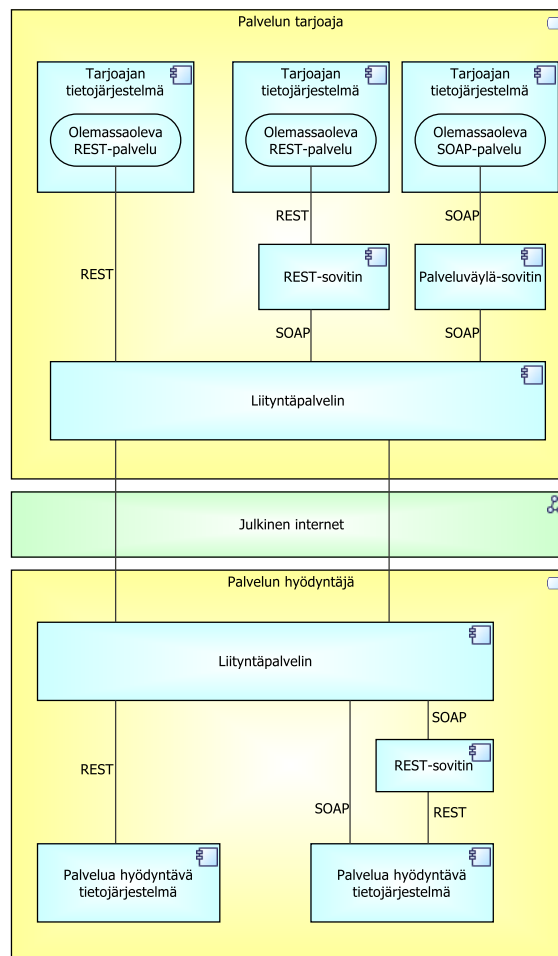 Palvelun tarjoaja
Tarjoajan
tietojärjestelmä
Olemassaoleva
REST-palvelu
Tarjoajan
tietojärjestelmä
Olemassaoleva
REST-palvelu
Tarjoajan
tietojärjestelmä
Olemassaoleva
SOAP-palvelu
REST
REST
SOAP
REST-sovitin
Palveluväylä-sovitin
SOAP
SOAP
Liityntäpalvelin
Julkinen internet
Palvelun hyödyntäjä
Liityntäpalvelin
SOAP
REST
REST-sovitin
SOAP
REST
Palvelua hyödyntävä
tietojärjestelmä
Palvelua hyödyntävä
tietojärjestelmä